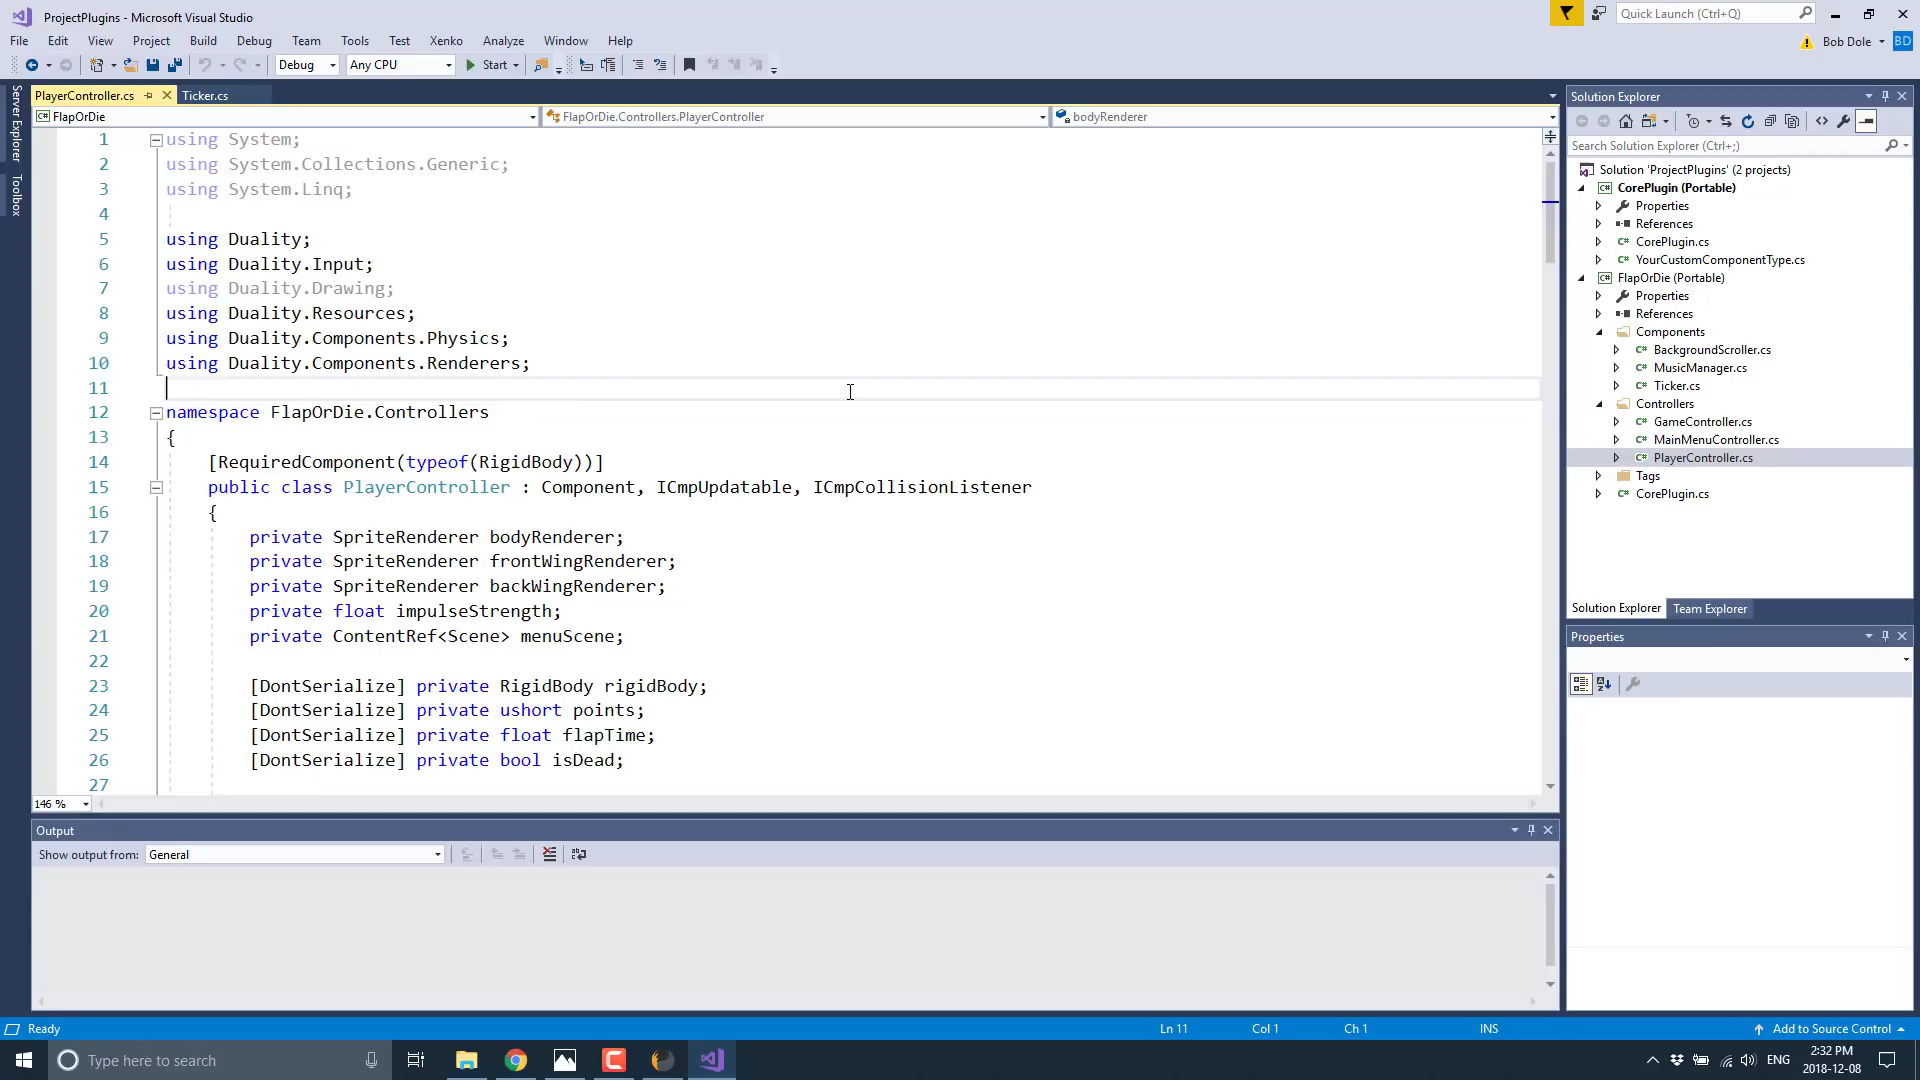 ProjectPlugins - Microsoft Visual Studio
Quick Launch (Ctrl+Q)
File Edit View Project Build Debug Team Tools Test Xenko Analyze Window Help
Bob Dole BD
Debug Any CPU Start
Server Explorer
Toolbox
PlayerController.cs Ticker.cs
FlapOrDie FlapOrDie.Controllers.PlayerController bodyRenderer
1 using System;
2 using System.Collections.Generic;
3 using System.Linq;
4
5 using Duality;
6 using Duality.Input;
7 using Duality.Drawing;
8 using Duality.Resources;
9 using Duality.Components.Physics;
10 using Duality.Components.Renderers;
11
12 namespace FlapOrDie.Controllers
13 {
14 [RequiredComponent(typeof(RigidBody))]
15 public class PlayerController : Component, ICmpUpdatable, ICmpCollisionListener
16 {
17 private SpriteRenderer bodyRenderer;
18 private SpriteRenderer frontWingRenderer;
19 private SpriteRenderer backWingRenderer;
20 private float impulseStrength;
21 private ContentRef<Scene> menuScene;
22
23 [DontSerialize] private RigidBody rigidBody;
24 [DontSerialize] private ushort points;
25 [DontSerialize] private float flapTime;
26 [DontSerialize] private bool isDead;
27
146 %
Output
Show output from: General
Solution Explorer
Search Solution Explorer (Ctrl+;)
Solution 'ProjectPlugins' (2 projects)
CorePlugin (Portable)
Properties
References
CorePlugin.cs
YourCustomComponentType.cs
FlapOrDie (Portable)
Properties
References
Components
BackgroundScroller.cs
MusicManager.cs
Ticker.cs
Controllers
GameController.cs
MainMenuController.cs
PlayerController.cs
Tags
CorePlugin.cs
Solution Explorer Team Explorer
Properties
Ready Ln 11 Col 1 Ch 1 INS Add to Source Control
Type here to search
ENG
2:32 PM
2018-12-08